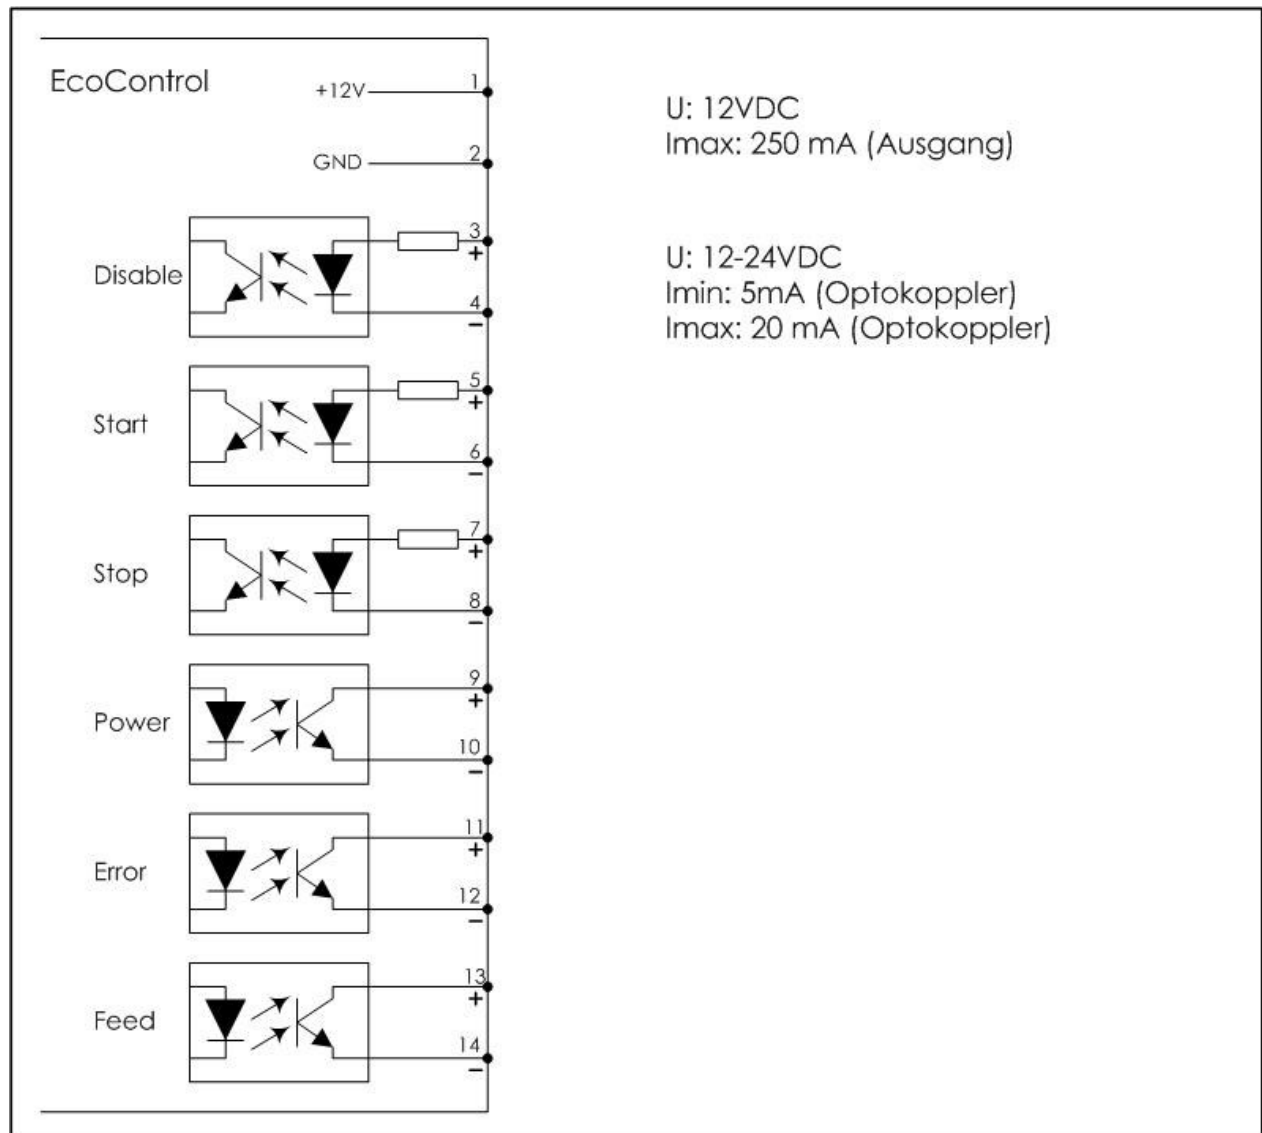 EcoControl
+12V
1
GND
2
U: 12VDC
Imax: 250 mA (Ausgang)
U: 12-24VDC
Imin: 5mA (Optokoppler)
Imax: 20 mA (Optokoppler)
Disable
3
+
4
−
Start
5
+
6
−
Stop
7
+
8
−
Power
9
+
10
−
Error
11
+
12
−
Feed
13
+
14
−